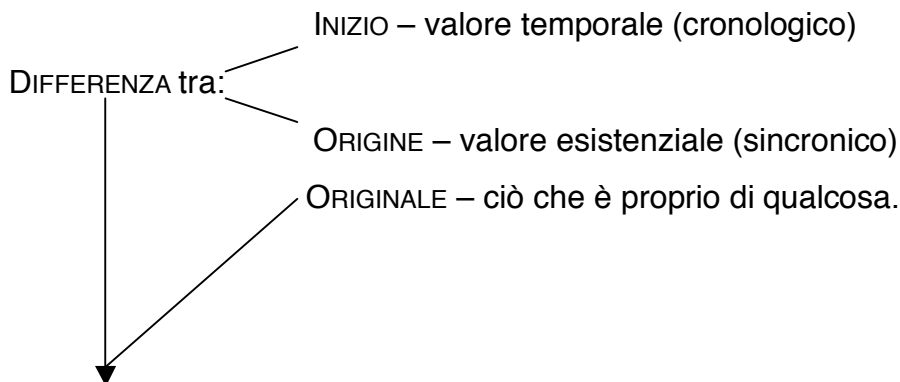 INIZIO – valore temporale (cronologico)
DIFFERENZA tra:
ORIGINE – valore esistenziale (sincronico)
ORIGINALE – ciò che è proprio di qualcosa.